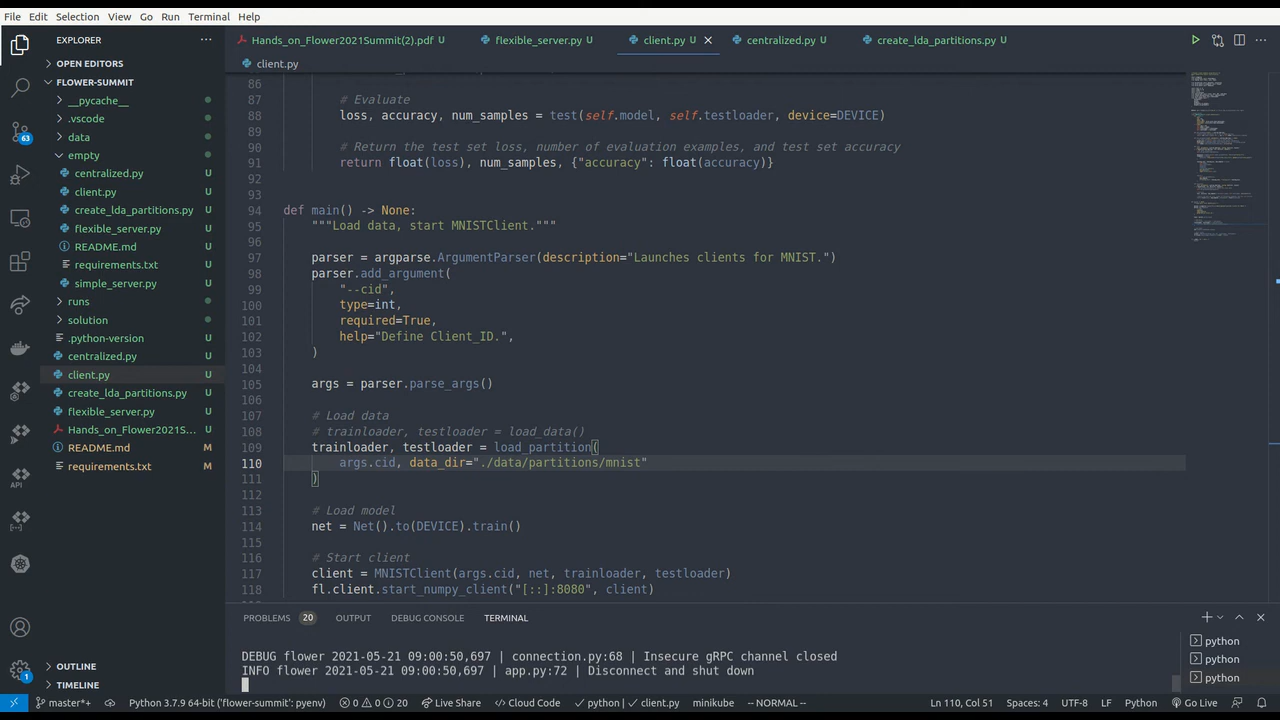 File Edit Selection View Go Run Terminal Help
EXPLORER
Hands_on_Flower2021Summit(2).pdf U flexible_server.py U client.py U centralized.py U create_lda_partitions.py U
OPEN EDITORS
FLOWER-SUMMIT
__pycache__
.vscode
data
empty
centralized.py U
client.py U
create_lda_partitions.py U
flexible_server.py U
README.md U
requirements.txt U
simple_server.py U
runs
solution
.python-version U
centralized.py U
client.py U
create_lda_partitions.py U
flexible_server.py U
Hands_on_Flower2021S... U
README.md M
requirements.txt M
OUTLINE
TIMELINE
63
API
1
client.py
86
87 # Evaluate
88 loss, accuracy, num_samples = test(self.model, self.testloader, device=DEVICE)
89
90 # Return the test set loss, number of evaluation examples, and test set accuracy
91 return float(loss), num_samples, {"accuracy": float(accuracy)}
92
93
94 def main() -> None:
95 """Load data, start MNISTClient."""
96
97 parser = argparse.ArgumentParser(description="Launches clients for MNIST.")
98 parser.add_argument(
99 "--cid",
100 type=int,
101 required=True,
102 help="Define Client_ID.",
103 )
104
105 args = parser.parse_args()
106
107 # Load data
108 # trainloader, testloader = load_data()
109 trainloader, testloader = load_partition(
110 args.cid, data_dir="./data/partitions/mnist"
111 )
112
113 # Load model
114 net = Net().to(DEVICE).train()
115
116 # Start client
117 client = MNISTClient(args.cid, net, trainloader, testloader)
118 fl.client.start_numpy_client("[::]:8080", client)
PROBLEMS 20 OUTPUT DEBUG CONSOLE TERMINAL
DEBUG flower 2021-05-21 09:00:50,697 | connection.py:68 | Insecure gRPC channel closed
INFO flower 2021-05-21 09:00:50,697 | app.py:72 | Disconnect and shut down
python
python
python
master*+ Python 3.7.9 64-bit ('flower-summit': pyenv) 0 0 20 Live Share Cloud Code python | client.py minikube -- NORMAL -- Ln 110, Col 51 Spaces: 4 UTF-8 LF Python Go Live